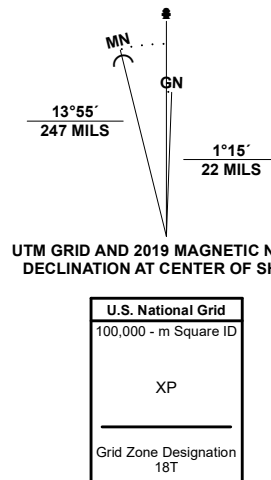 MN
GN
13°55´
247 MILS
1°15´
22 MILS
UTM GRID AND 2019 MAGNETIC
DECLINATION AT CENTER OF
U.S. National Grid
100,000 - m Square ID
XP
Grid Zone Designation
18T